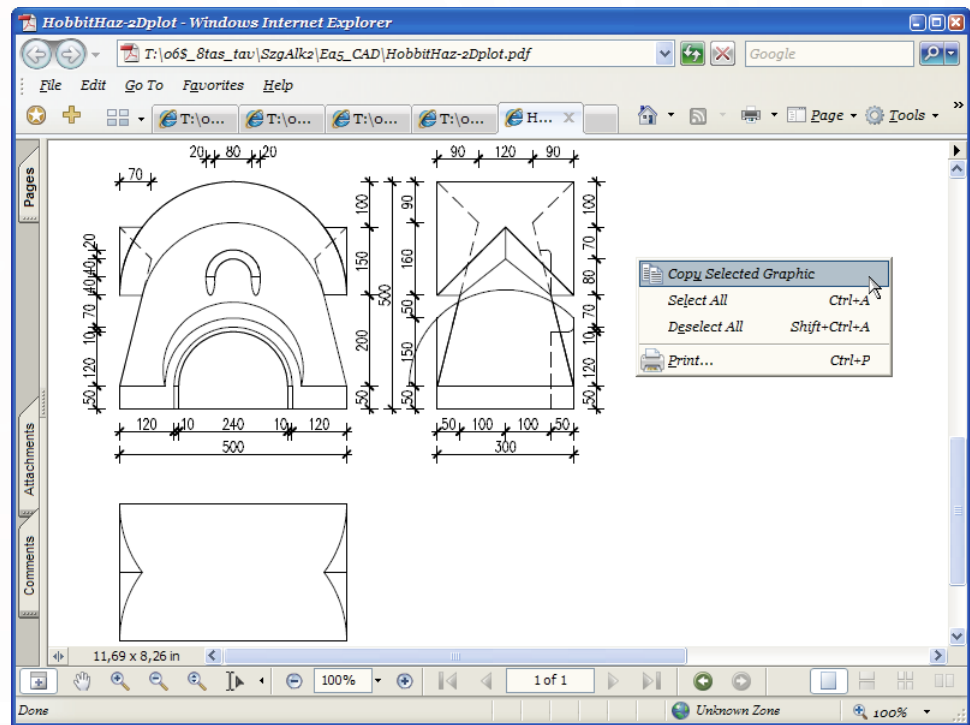 HobbitHaz-2Dplot - Windows Internet Explorer
T:\06$_8tas_tav\SzgAlk2\Ea5_CAD\HobbitHaz-2Dplot.pdf
Google
File Edit Go To Favorites Help
T:\o... T:\o... T:\o... T:\o... H... X Page Tools »
Pages
Attachments
Comments
20 80 20
70
20
40
40
70
10
120
50
100
150
200
50
500
120 10 240 10 120
500
90 120 90
90
160
50
150
50
100
70
80
70
10
120
50
50 100 100 50
300
Copy Selected Graphic
Select All Ctrl+A
Deselect All Shift+Ctrl+A
Print... Ctrl+P
11,69 x 8,26 in
100% 1 of 1
Done Unknown Zone 100%